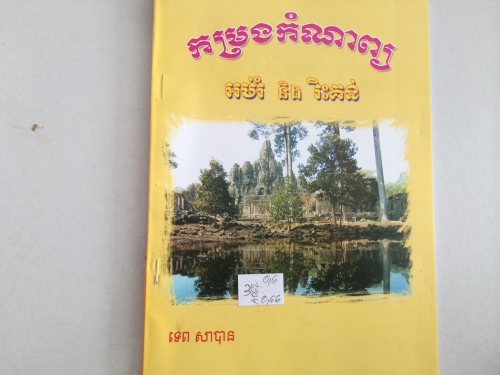 កម្រងកំណាព្យ
អប់រំ និង រិះគន់
ទេព សាបាន